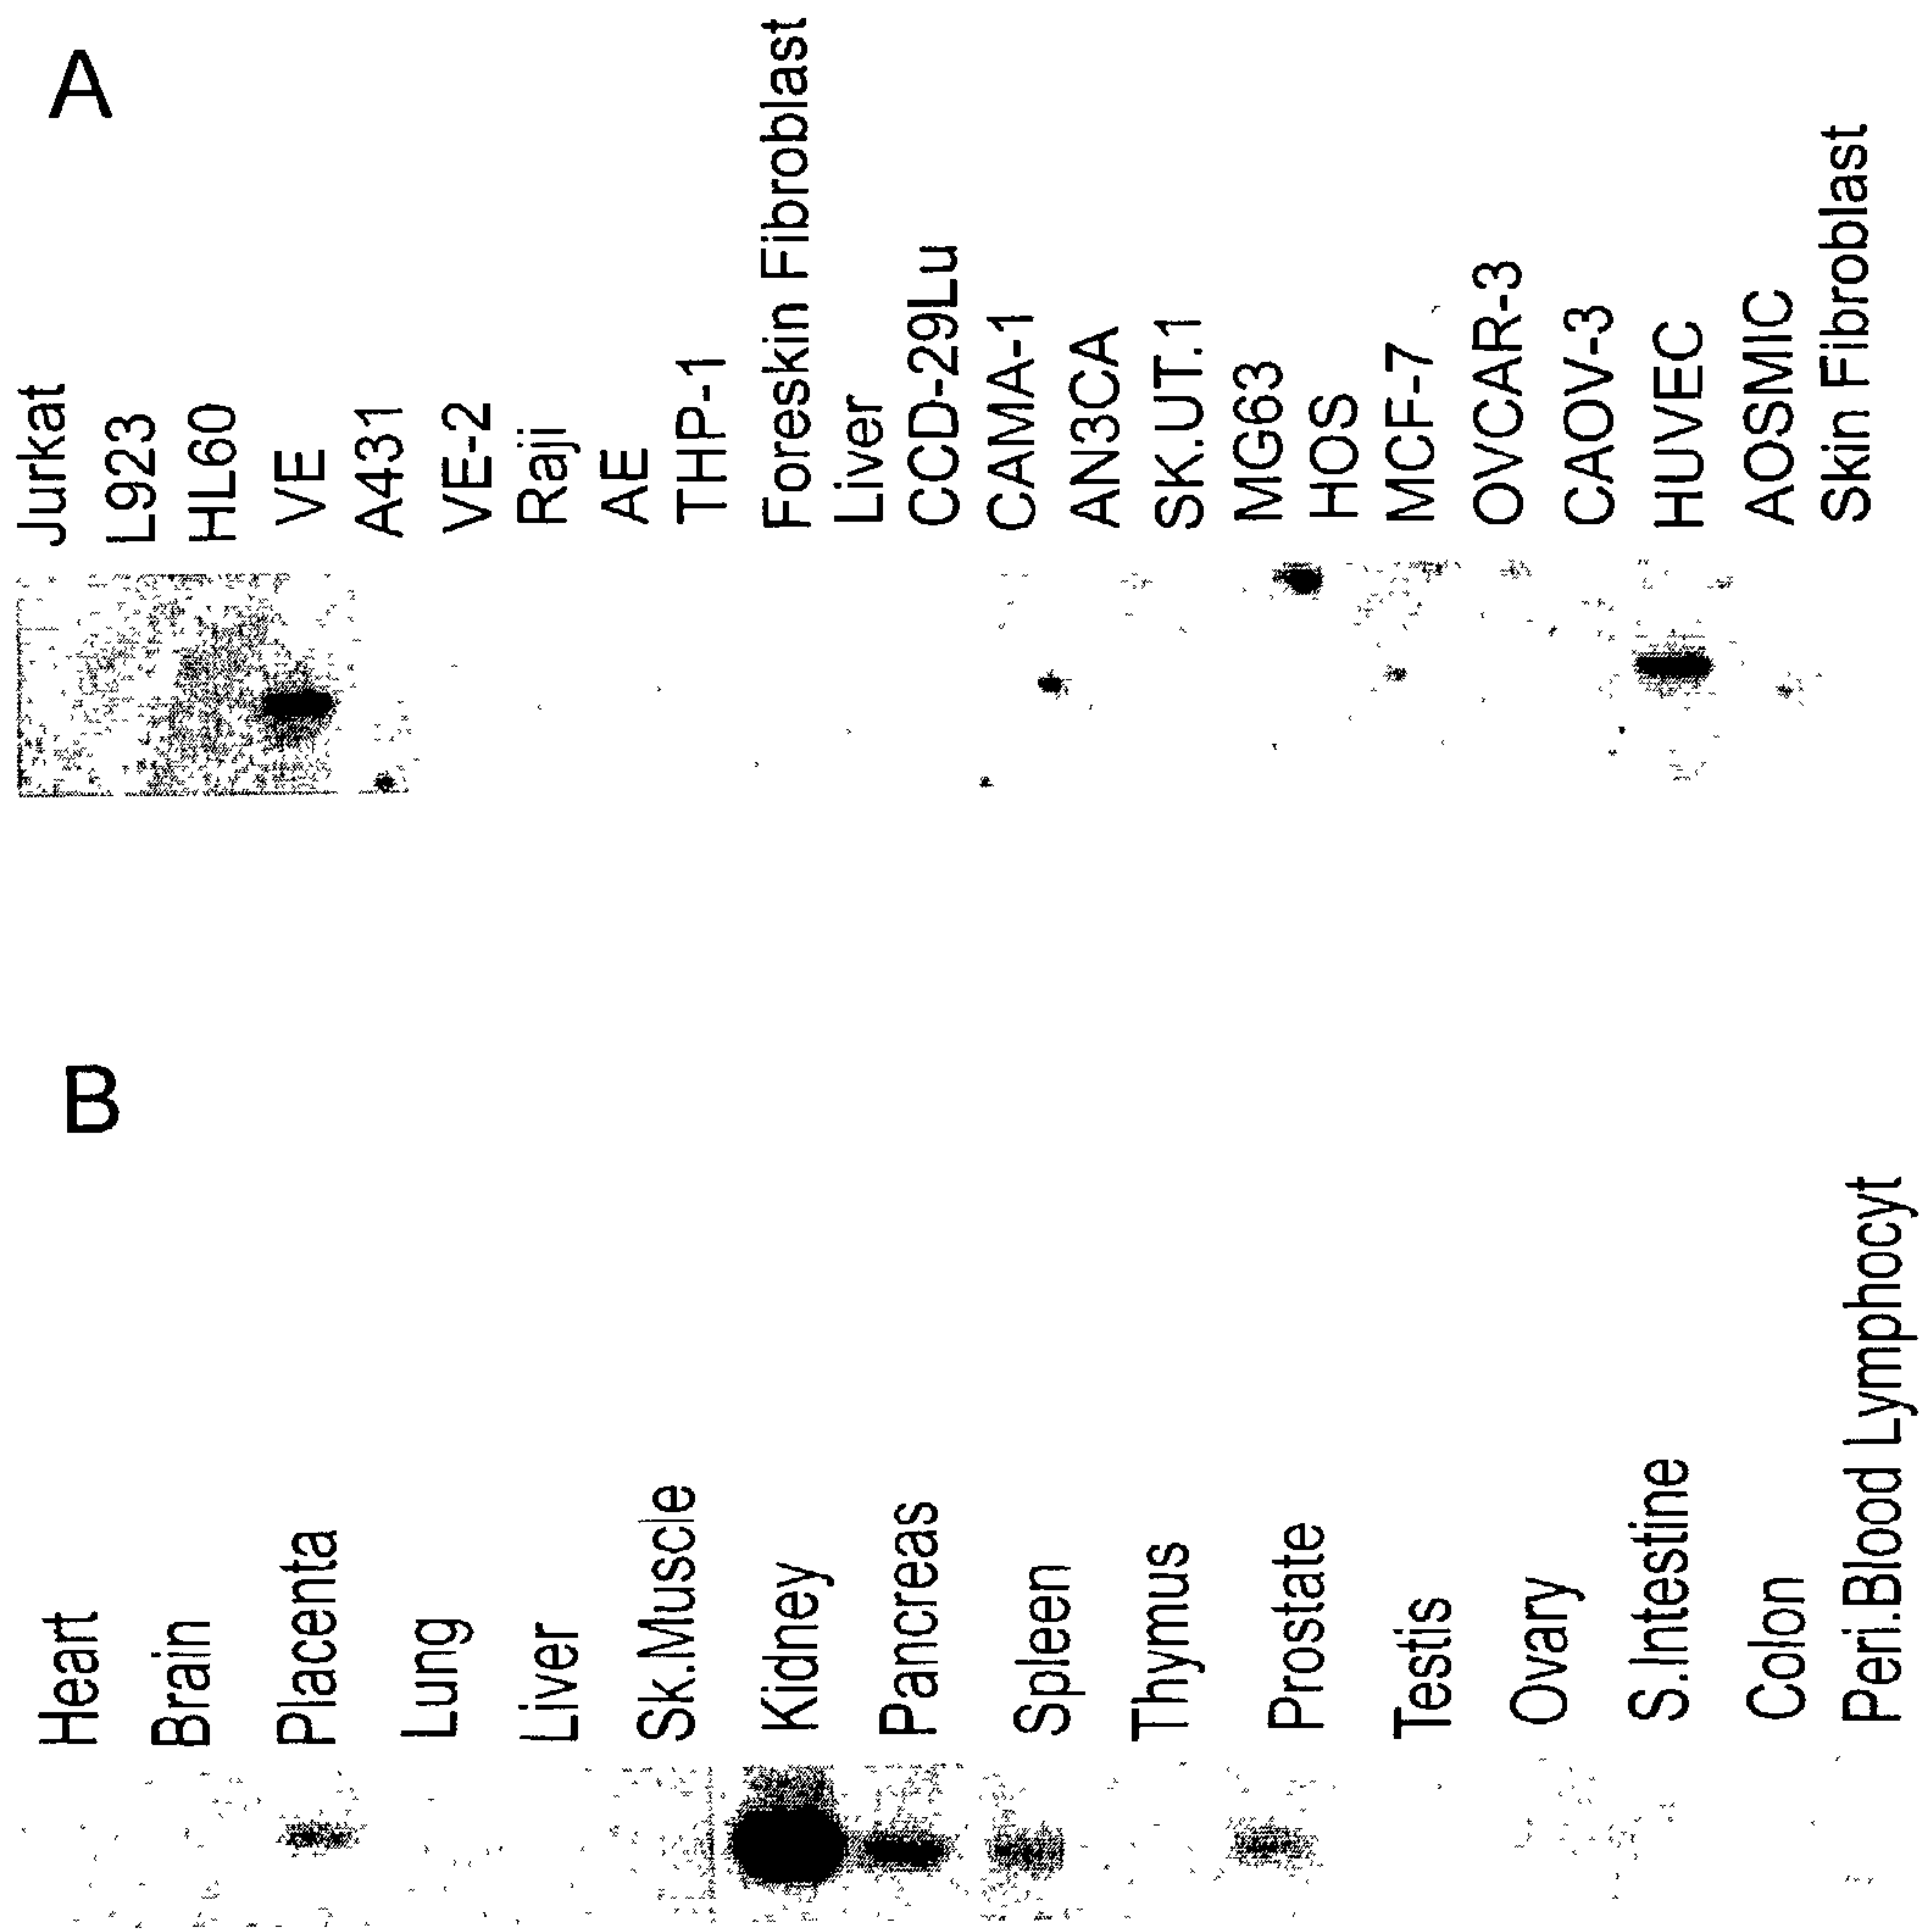 A
Jurkat
L923
HL60
VE
A431
VE-2
Raji
AE
THP-1
Foreskin Fibroblast
Liver
CCD-29Lu
CAMA-1
AN3CA
SK.UT.1
MG63
HOS
MCF-7
OVCAR-3
CAOV-3
HUVEC
AOSMIC
Skin Fibroblast
B
Heart
Brain
Placenta
Lung
Liver
Sk.Muscle
Kidney
Pancreas
Spleen
Thymus
Prostate
Testis
Ovary
S.Intestine
Colon
Peri.Blood Lymphocyt